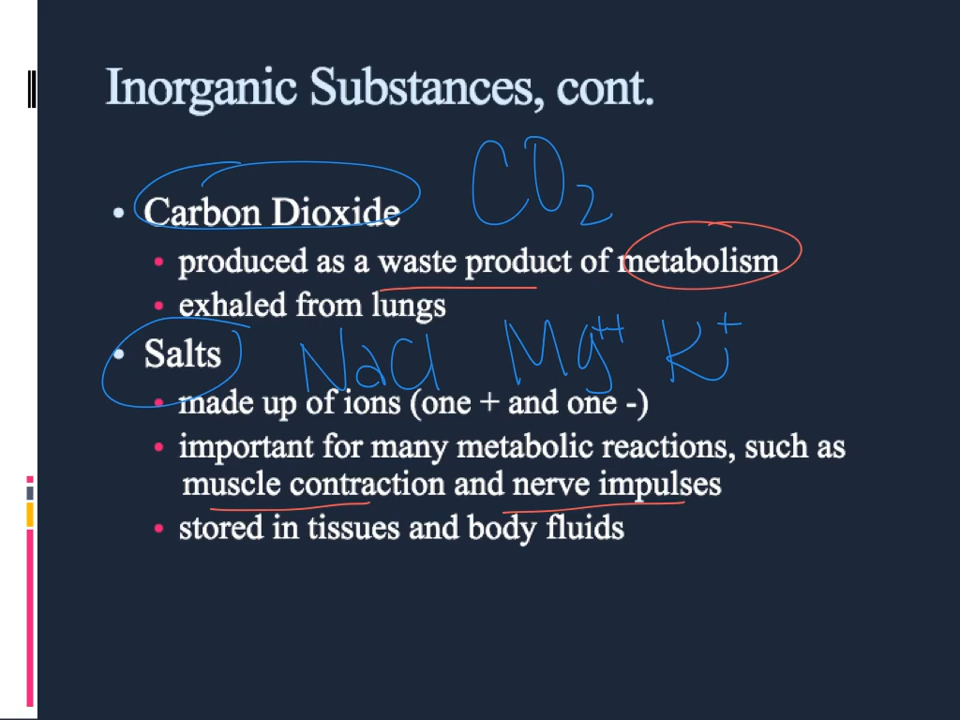 Inorganic Substances, cont.
CO₂
• Carbon Dioxide
• produced as a waste product of metabolism
• exhaled from lungs
• Salts NaCl Mg⁺⁺ K⁺
• made up of ions (one + and one -)
• important for many metabolic reactions, such as
muscle contraction and nerve impulses
• stored in tissues and body fluids